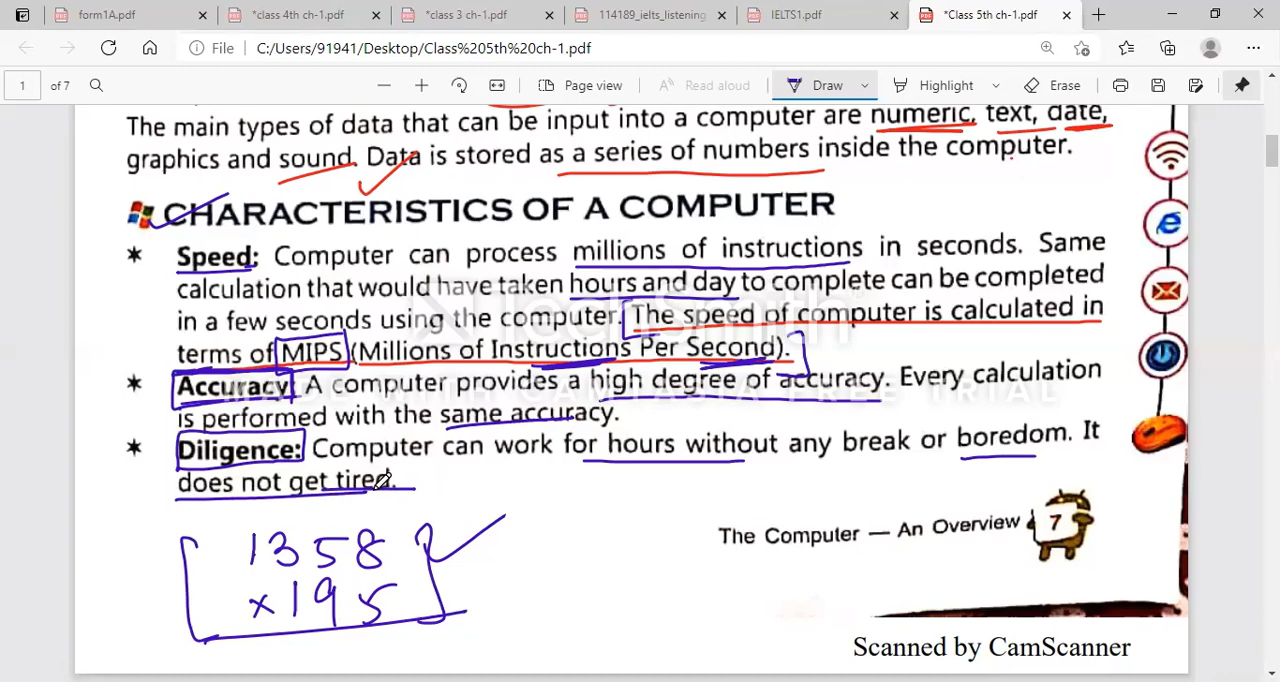 form1A.pdf
*class 4th ch-1.pdf
*class 3 ch-1.pdf
114189_ielts_listening
IELTS1.pdf
*Class 5th ch-1.pdf
File
C:/Users/91941/Desktop/Class%205th%20ch-1.pdf
1 of 7
Page view
Read aloud
Draw
Highlight
Erase
The main types of data that can be input into a computer are numeric, text, date,
graphics and sound. Data is stored as a series of numbers inside the computer.
CHARACTERISTICS OF A COMPUTER
* Speed: Computer can process millions of instructions in seconds. Same
calculation that would have taken hours and day to complete can be completed
in a few seconds using the computer. The speed of computer is calculated in
terms of MIPS (Millions of Instructions Per Second).
* Accuracy: A computer provides a high degree of accuracy. Every calculation
is performed with the same accuracy.
* Diligence: Computer can work for hours without any break or boredom. It
does not get tired.
TechSmith
MADE WITH CAMTASIA FREE TRIAL
1358
×195
The Computer — An Overview 7
Scanned by CamScanner